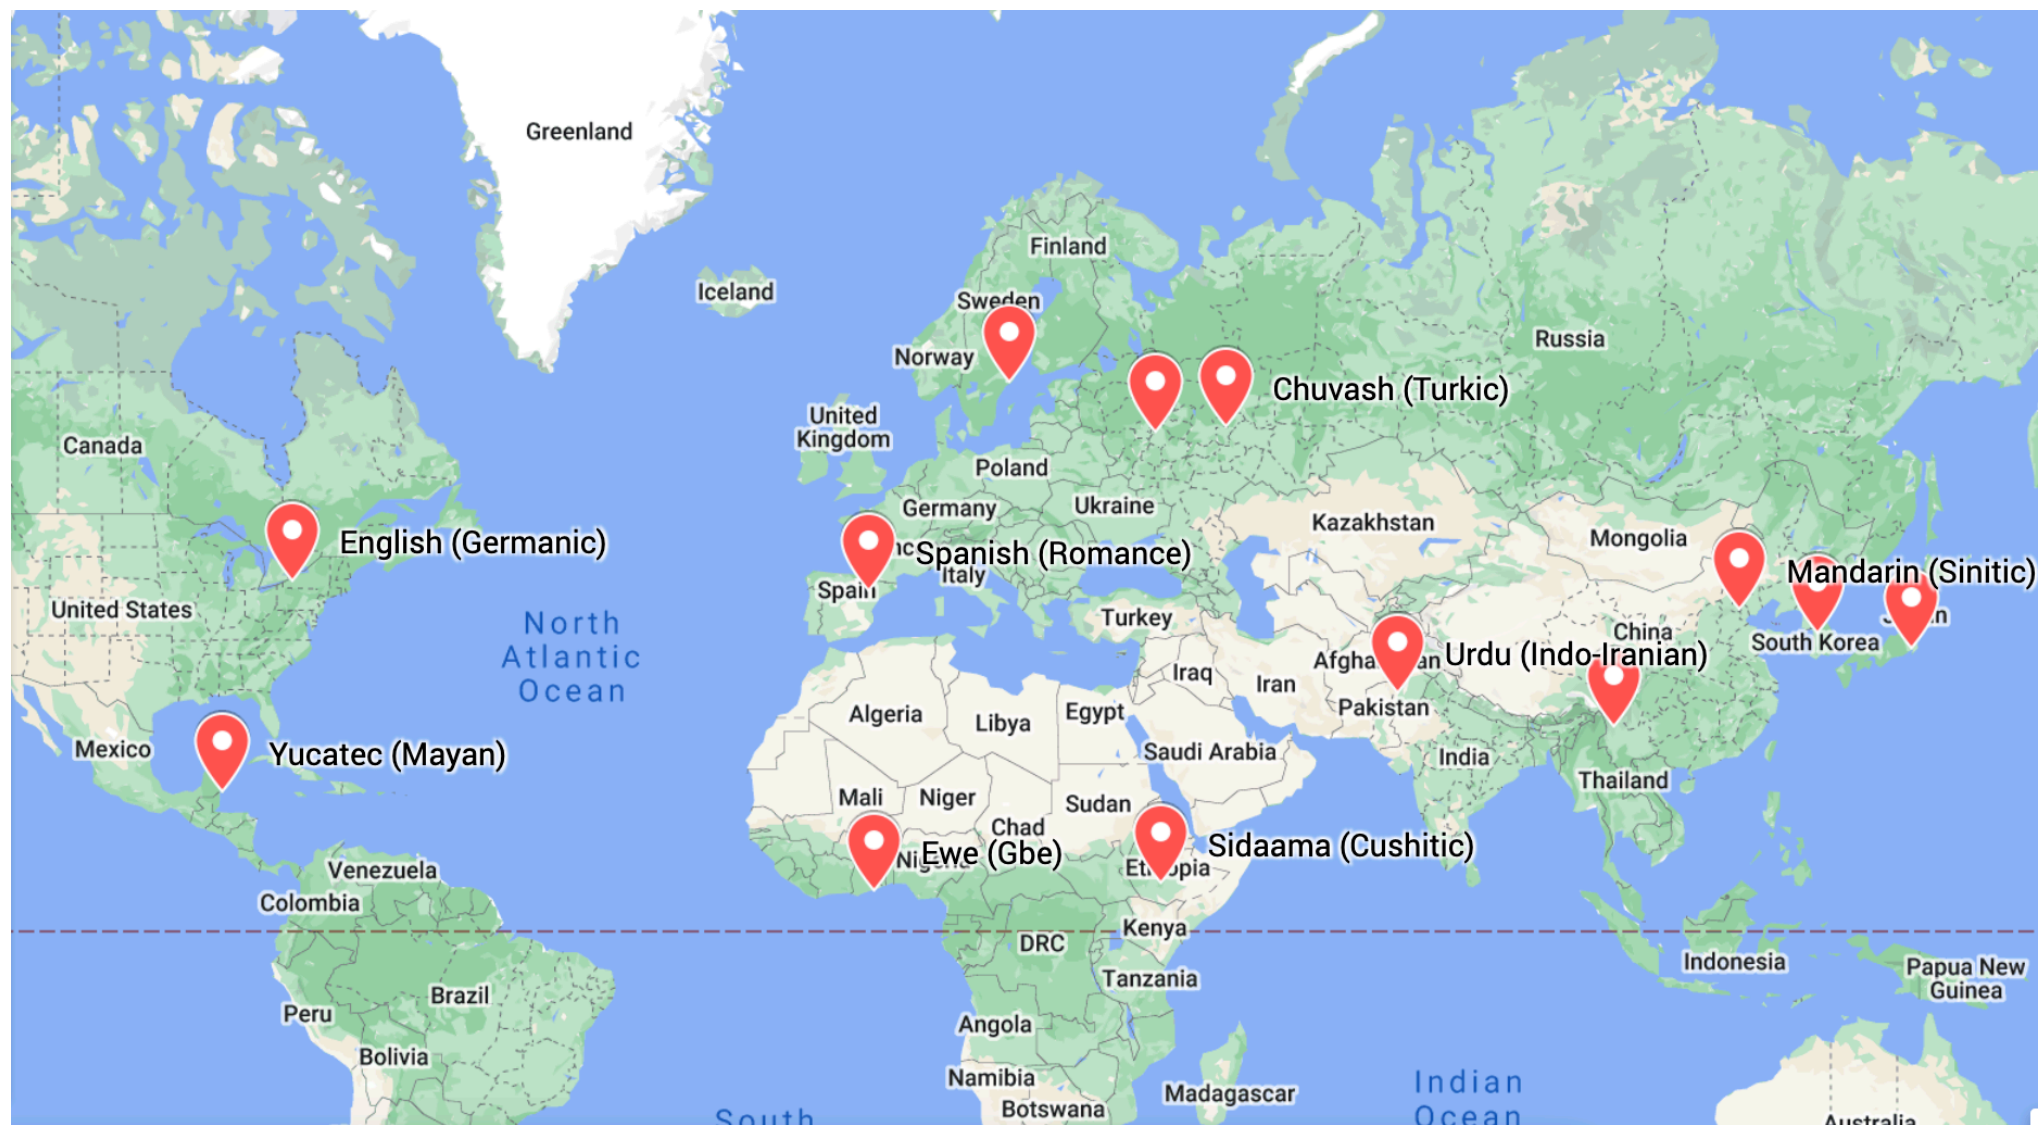 Greenland
Finland
Iceland
Sweden
Russia
Norway
Chuvash (Turkic)
United
Kingdom
Canada
Poland
Germany
Ukraine
Kazakhstan
Mongolia
English (Germanic)
Spanish (Romance)
Mandarin (Sinitic)
Italy
Spain
United States
Turkey
North
Atlantic
Ocean
China
South Korea
Urdu (Indo-Iranian)
Iraq
Iran
Pakistan
Algeria
Libya
Egypt
Mexico
Yucatec (Mayan)
Saudi Arabia
India
Thailand
Mali
Niger
Sudan
Chad
Ewe (Gbe)
Sidaama (Cushitic)
Ethiopia
Venezuela
Colombia
Kenya
DRC
Indonesia
Papua New
Guinea
Tanzania
Brazil
Peru
Angola
Bolivia
Namibia
Madagascar
Botswana
Indian
Ocean
South
Australia